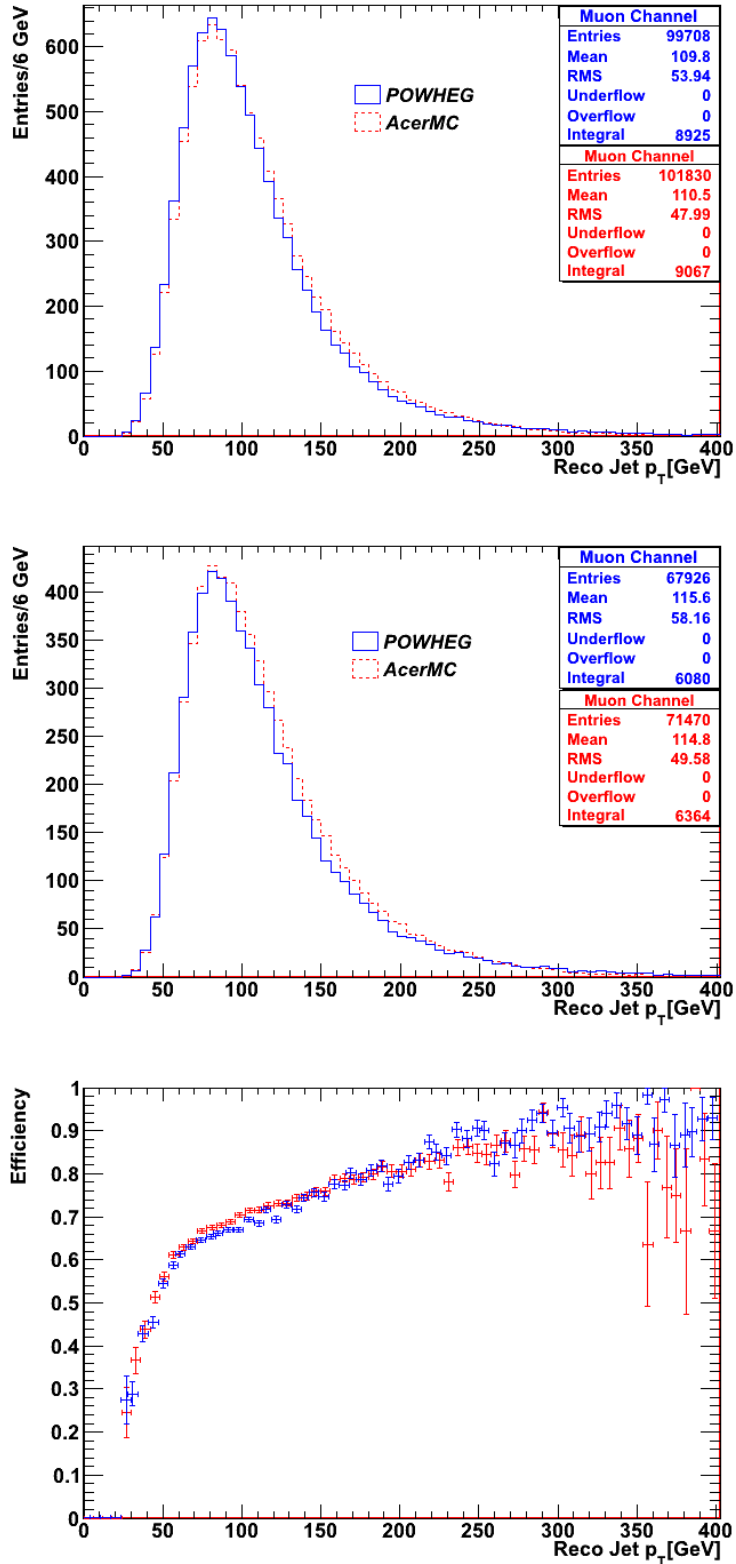 Entries/6 GeV
600
500
400
300
200
100
0
0 50 100 150 200 250 300 350 400
Reco Jet p_T[GeV]
POWHEG
AcerMC
Muon Channel
Entries 99708
Mean 109.8
RMS 53.94
Underflow 0
Overflow 0
Integral 8925
Muon Channel
Entries 101830
Mean 110.5
RMS 47.99
Underflow 0
Overflow 0
Integral 9067
Entries/6 GeV
400
350
300
250
200
150
100
50
0
0 50 100 150 200 250 300 350 400
Reco Jet p_T[GeV]
POWHEG
AcerMC
Muon Channel
Entries 67926
Mean 115.6
RMS 58.16
Underflow 0
Overflow 0
Integral 6080
Muon Channel
Entries 71470
Mean 114.8
RMS 49.58
Underflow 0
Overflow 0
Integral 6364
Efficiency
1
0.9
0.8
0.7
0.6
0.5
0.4
0.3
0.2
0.1
0
0 50 100 150 200 250 300 350 400
Reco Jet p_T[GeV]